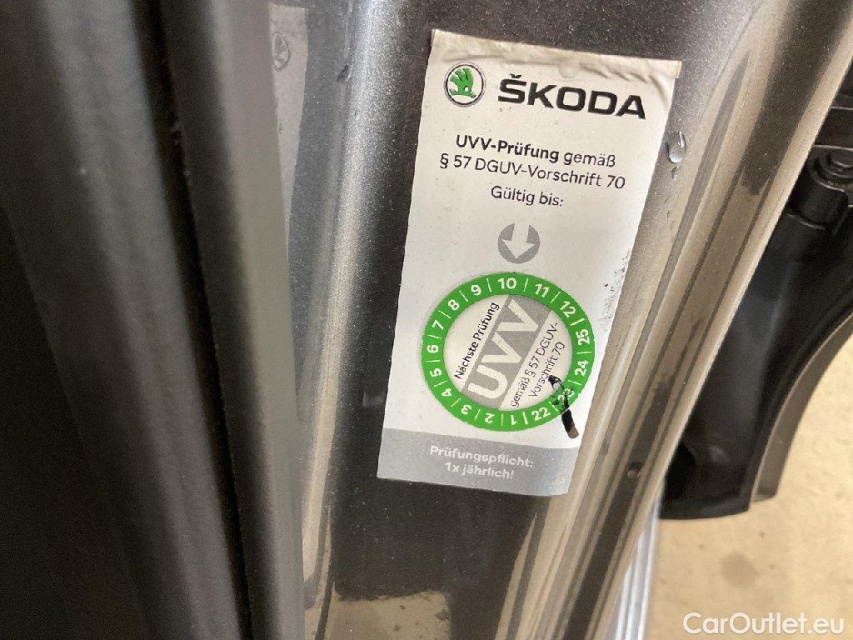 ŠKODA
UVV-Prüfung gemäß
§ 57 DGUV-Vorschrift 70
Gültig bis:
1 2 3 4 5 6 7 8 9 10 11 12 25 24 23 22
Nächste Prüfung
UVV
gemäß § 57 DGUV-
Vorschrift 70
Prüfungspflicht:
1x jährlich!
CarOutlet.eu